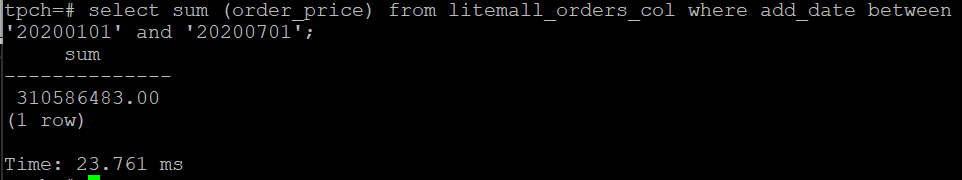 tpch=# select sum (order_price) from litemall_orders_col where add_date between
'20200101' and '20200701';
sum
--------------
310586483.00
(1 row)
Time: 23.761 ms